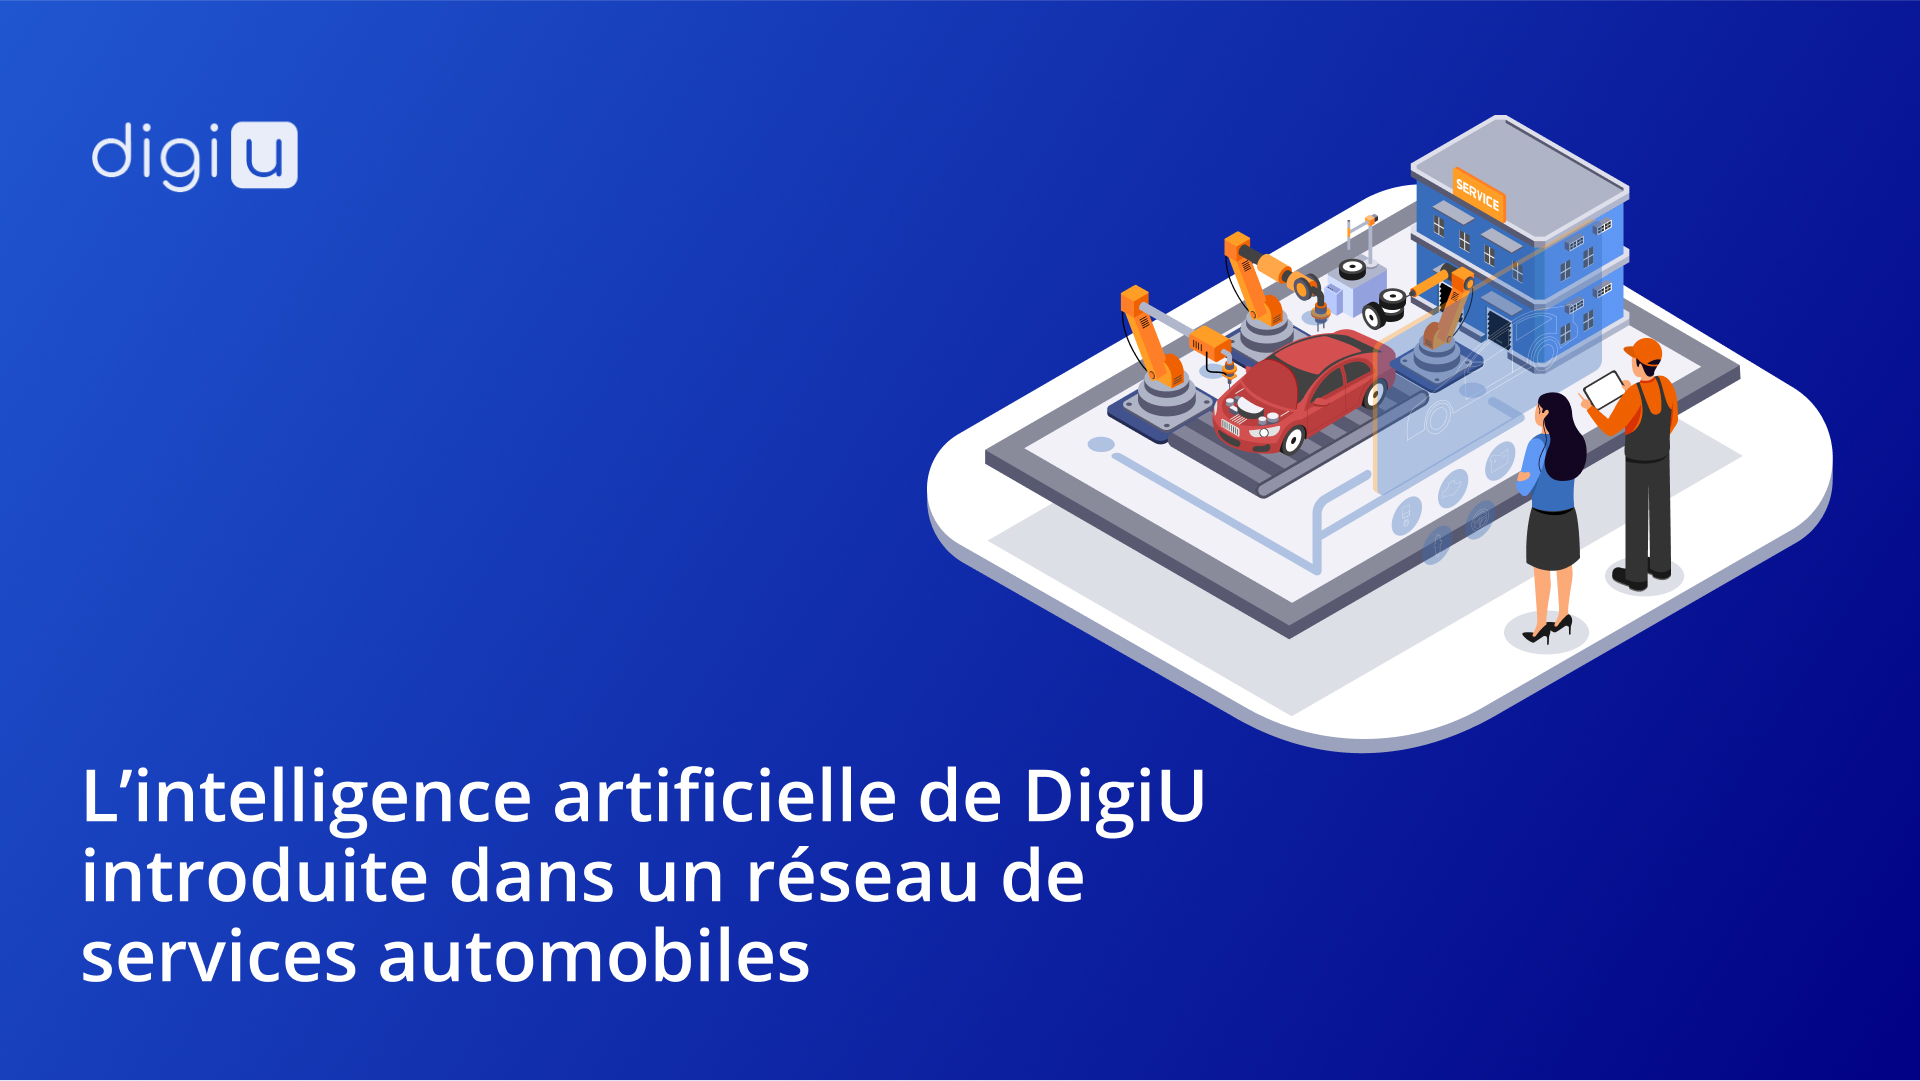 digiu
SERVICE
L’intelligence artificielle de DigiU
introduite dans un réseau de
services automobiles